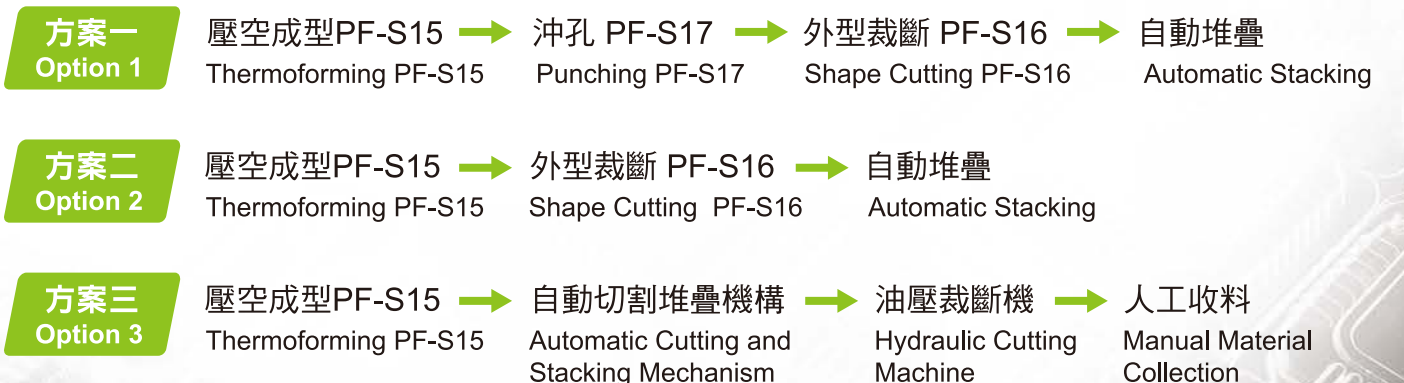 方案一
Option 1
壓空成型PF-S15
Thermoforming PF-S15
沖孔 PF-S17
Punching PF-S17
外型裁斷 PF-S16
Shape Cutting PF-S16
自動堆疊
Automatic Stacking
方案二
Option 2
壓空成型PF-S15
Thermoforming PF-S15
外型裁斷 PF-S16
Shape Cutting PF-S16
自動堆疊
Automatic Stacking
方案三
Option 3
壓空成型PF-S15
Thermoforming PF-S15
自動切割堆疊機構
Automatic Cutting and
Stacking Mechanism
油壓裁斷機
Hydraulic Cutting
Machine
人工收料
Manual Material
Collection